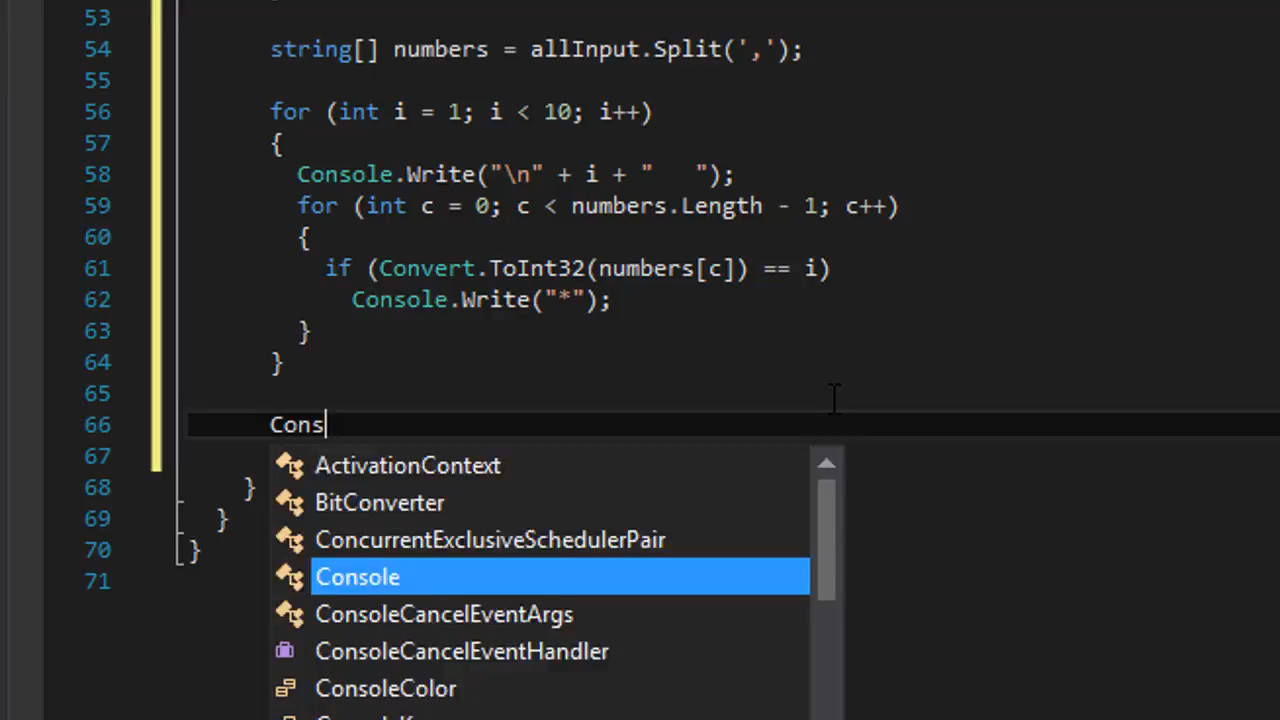 53
54 string[] numbers = allInput.Split(',');
55
56 for (int i = 1; i < 10; i++)
57 {
58 Console.Write("\n" + i + "   ");
59 for (int c = 0; c < numbers.Length - 1; c++)
60 {
61 if (Convert.ToInt32(numbers[c]) == i)
62 Console.Write("*");
63 }
64 }
65
66 Cons
67
68 }
69 }
70 }
71
ActivationContext
BitConverter
ConcurrentExclusiveSchedulerPair
Console
ConsoleCancelEventArgs
ConsoleCancelEventHandler
ConsoleColor